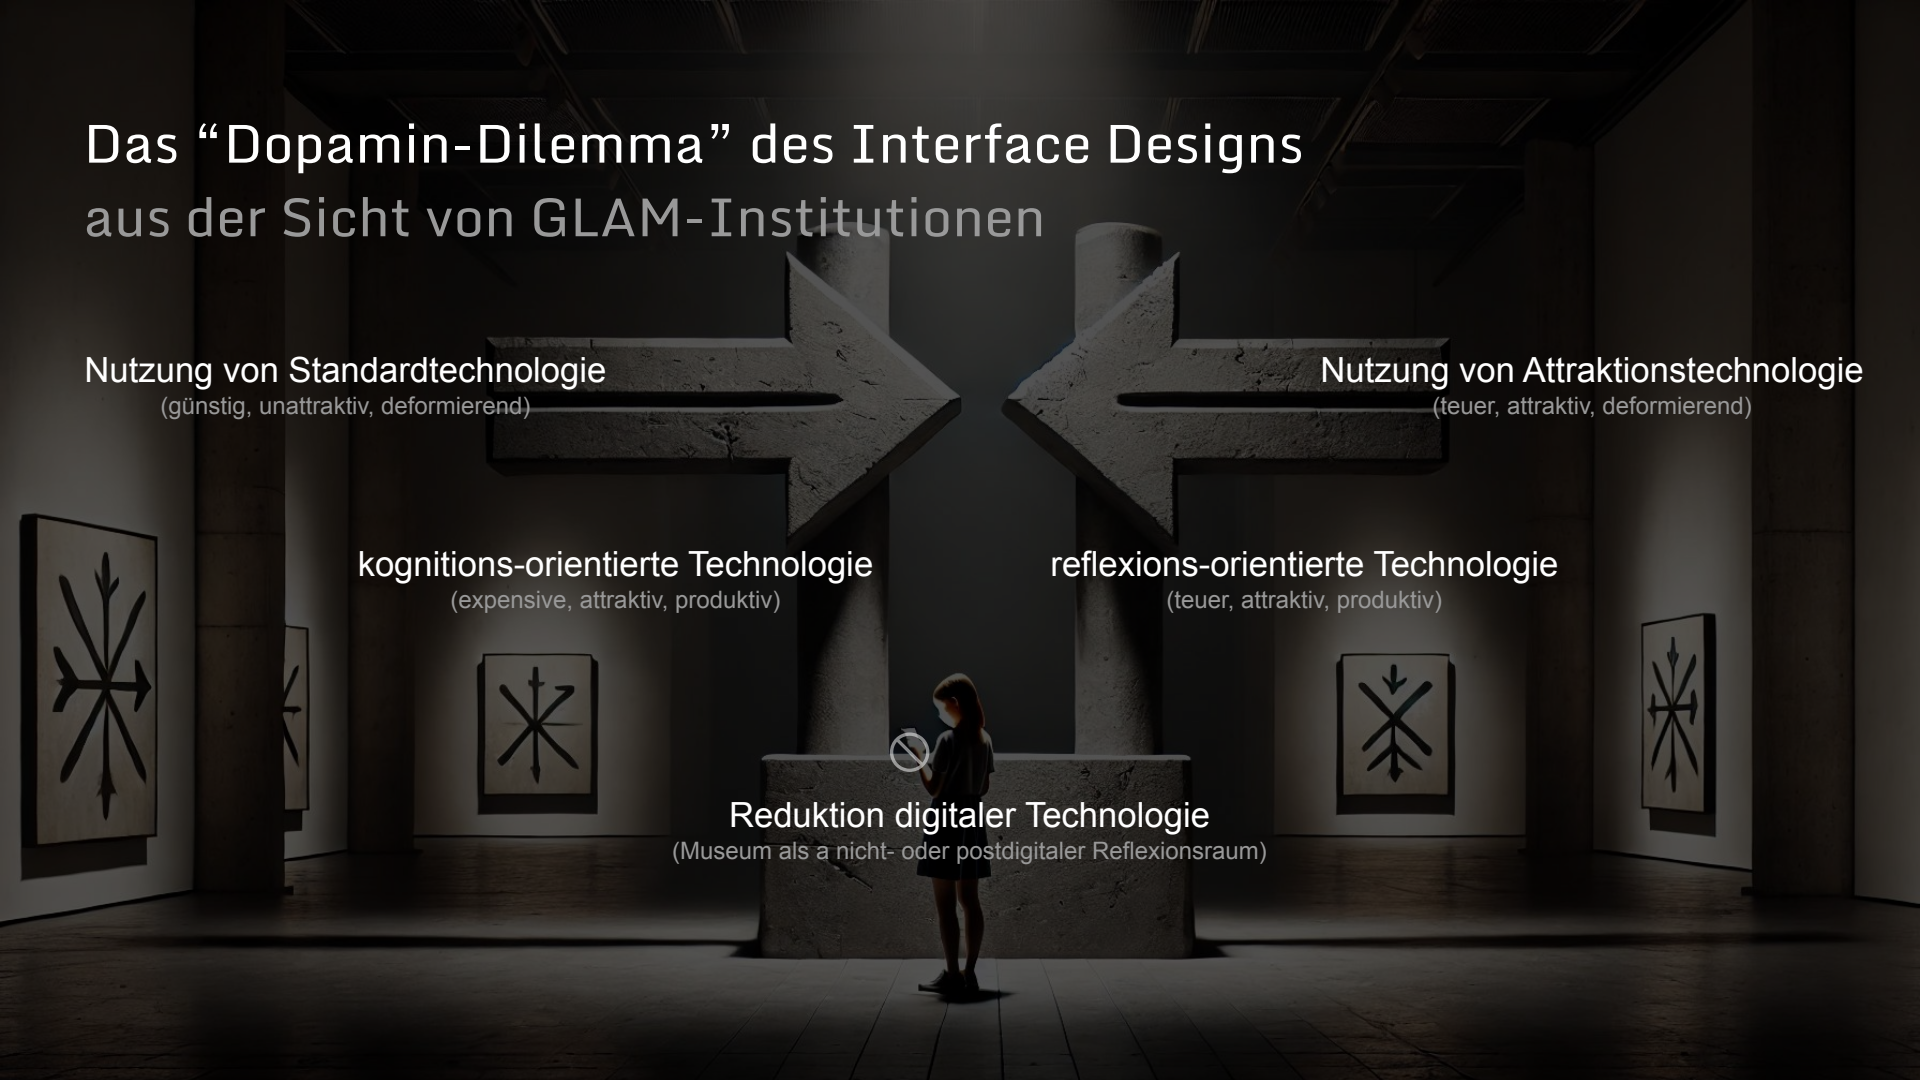 Das “Dopamin-Dilemma” des Interface Designs
aus der Sicht von GLAM-Institutionen
Nutzung von Standardtechnologie
(günstig, unattraktiv, deformierend)
Nutzung von Attraktionstechnologie
(teuer, attraktiv, deformierend)
kognitions-orientierte Technologie
(expensive, attraktiv, produktiv)
reflexions-orientierte Technologie
(teuer, attraktiv, produktiv)
Reduktion digitaler Technologie
(Museum als a nicht- oder postdigitaler Reflexionsraum)